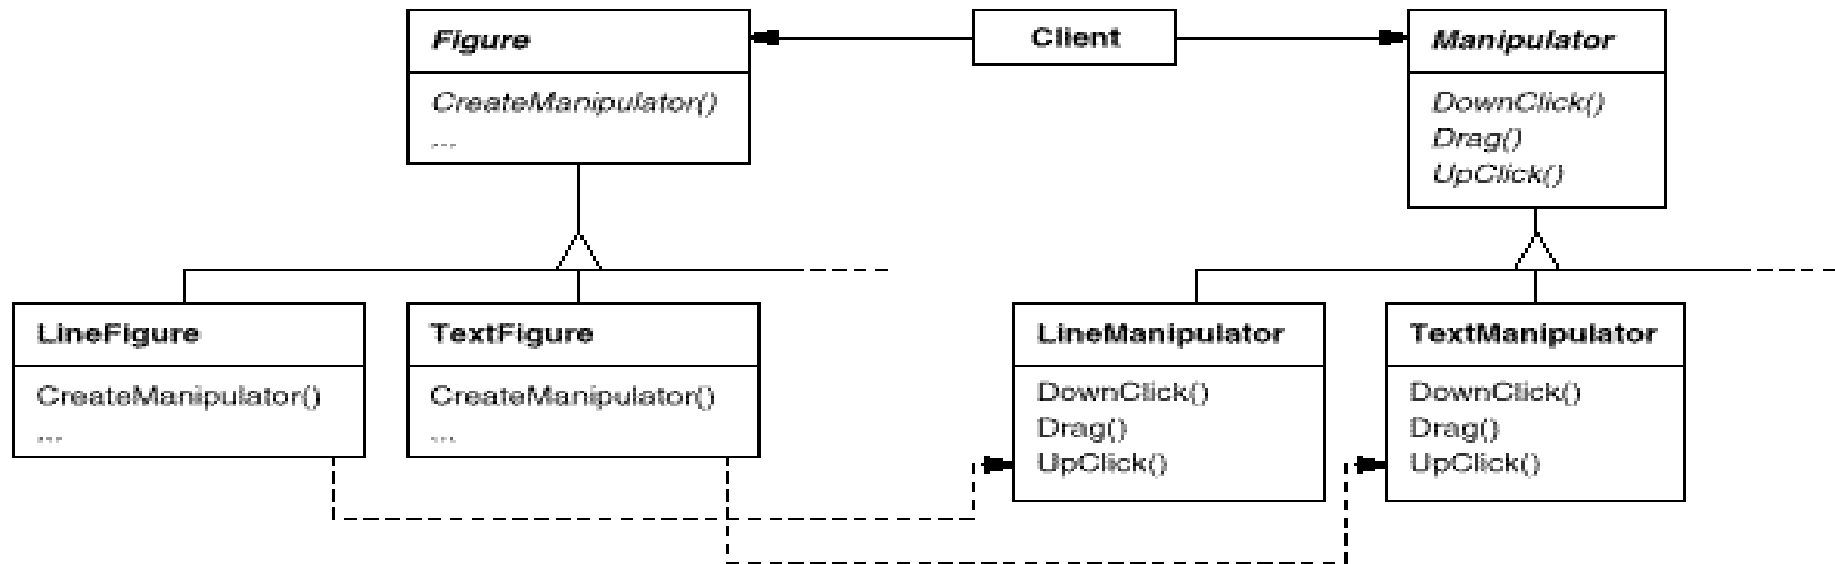 Figure
CreateManipulator()
...
Client
Manipulator
DownClick()
Drag()
UpClick()
LineFigure
CreateManipulator()
...
TextFigure
CreateManipulator()
...
LineManipulator
DownClick()
Drag()
UpClick()
TextManipulator
DownClick()
Drag()
UpClick()